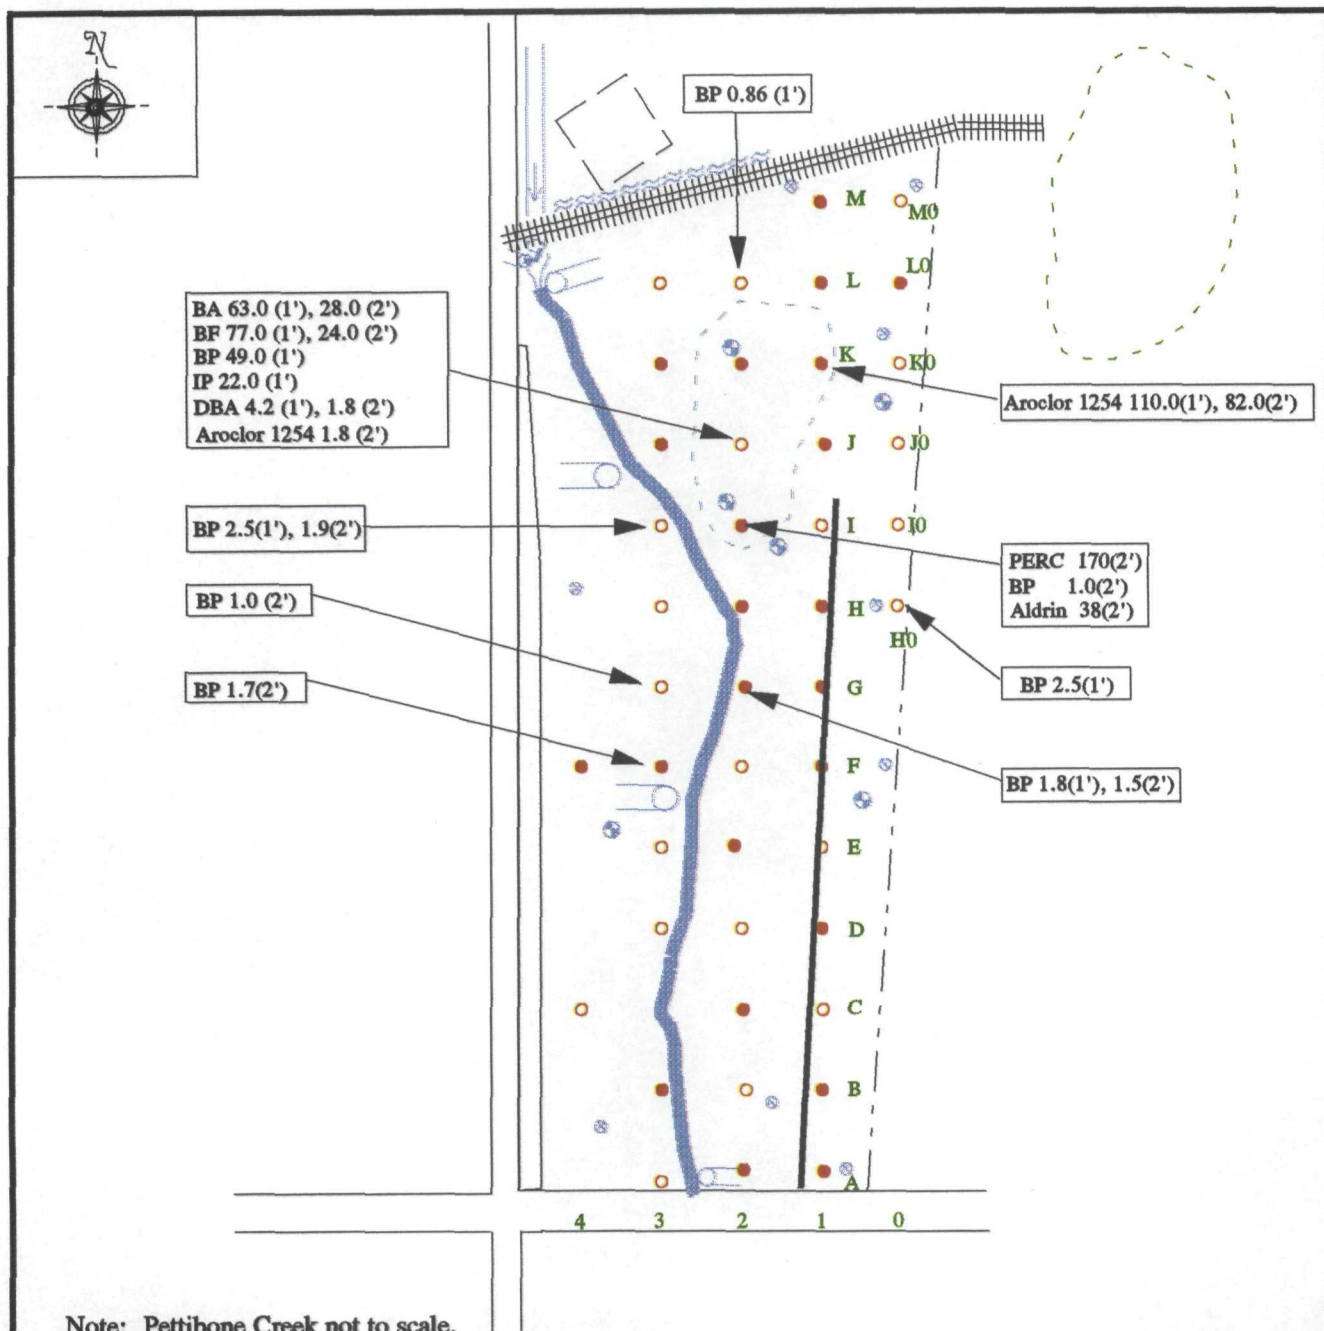 N
BP 0.86 (1')
M
M0
L
L0
BA 63.0 (1'), 28.0 (2')
BF 77.0 (1'), 24.0 (2')
BP 49.0 (1')
IP 22.0 (1')
DBA 4.2 (1'), 1.8 (2')
Aroclor 1254 1.8 (2')
K
K0
Aroclor 1254 110.0(1'), 82.0(2')
J
J0
BP 2.5(1'), 1.9(2')
I
I0
PERC 170(2')
BP 1.0(2')
Aldrin 38(2')
BP 1.0 (2')
H
H0
BP 1.7(2')
G
BP 2.5(1')
F
BP 1.8(1'), 1.5(2')
E
D
C
B
A
4 3 2 1 0
Note: Pettibone Creek not to scale.